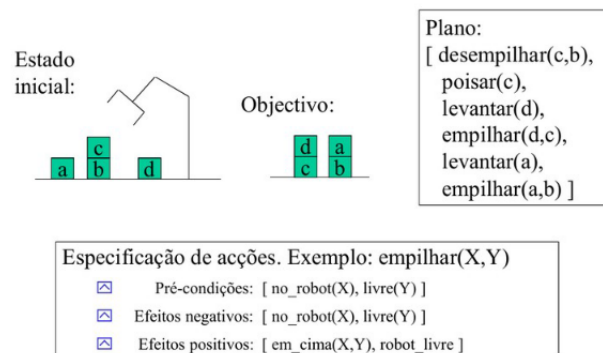 Estado
inicial:
a
c
b
d
Objectivo:
d
a
c
b
Plano:
[ desempilhar(c,b),
poisar(c),
levantar(d),
empilhar(d,c),
levantar(a),
empilhar(a,b) ]
Especificação de acções. Exemplo: empilhar(X,Y)
Pré-condições: [ no_robot(X), livre(Y) ]
Efeitos negativos: [ no_robot(X), livre(Y) ]
Efeitos positivos: [ em_cima(X,Y), robot_livre ]